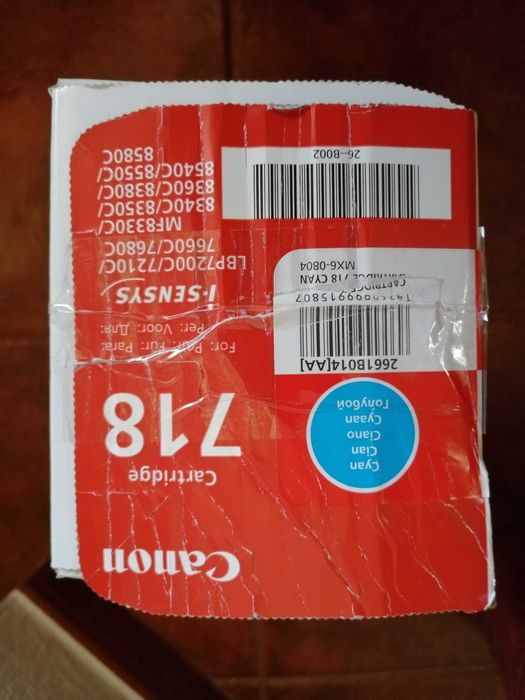 Canon
Cartridge
718
For: Par: Für: Para:
Per: Voor: Для:
i-SENSYS
LBP7200C/7210C/
7660C/7680C
MF8330C/
8340C/8350C/
8360C/8380C/
8540C/8550C/
8580C
Cyan
Cian
Ciano
Cyaan
Голубой
2661B014[AA]
CARTRIDGE 718 CYAN
MX6-0804
26--B002